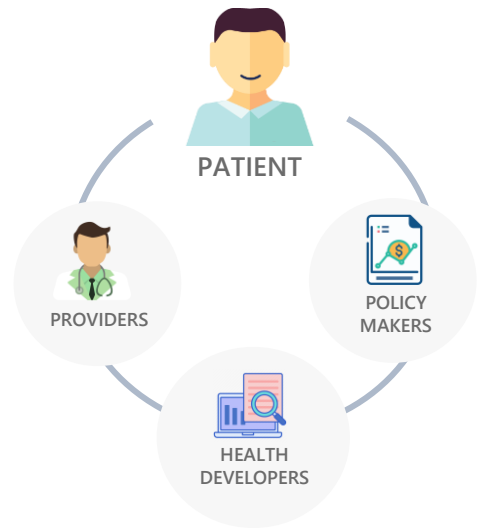 PATIENT
PROVIDERS
POLICY
MAKERS
$
HEALTH
DEVELOPERS